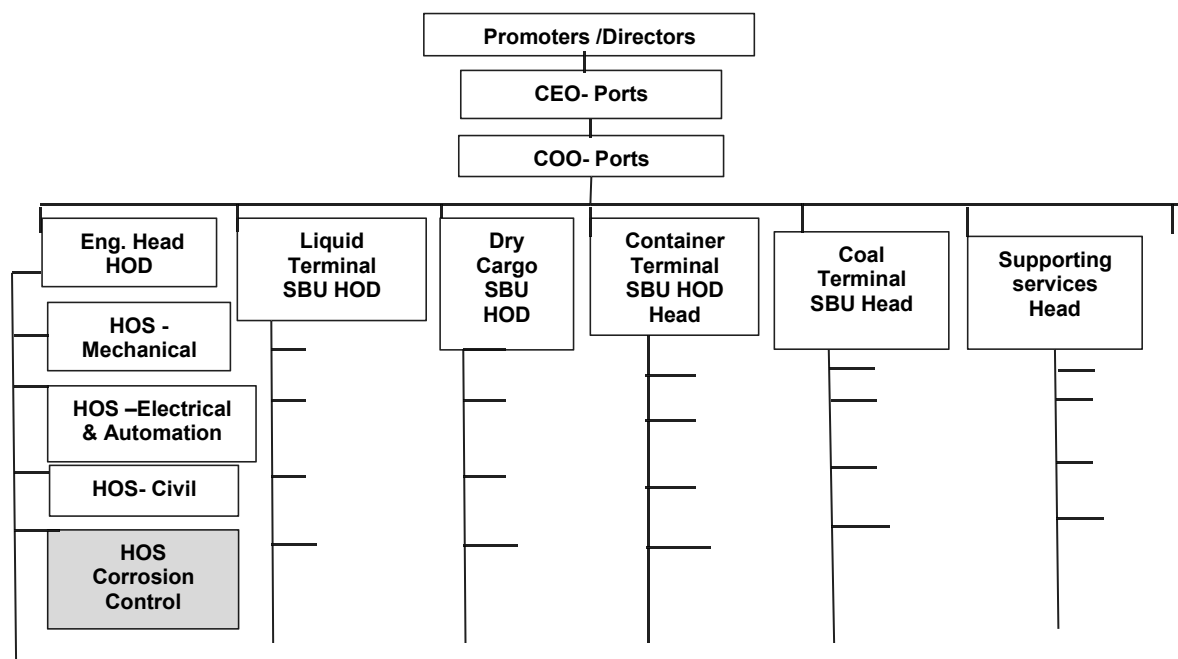 Promoters /Directors
CEO- Ports
COO- Ports
Eng. Head
HOD
Liquid
Terminal
SBU HOD
Dry
Cargo
SBU
HOD
Container
Terminal
SBU HOD
Head
Coal
Terminal
SBU Head
Supporting
services
Head
HOS -
Mechanical
HOS –Electrical
& Automation
HOS- Civil
HOS
Corrosion
Control